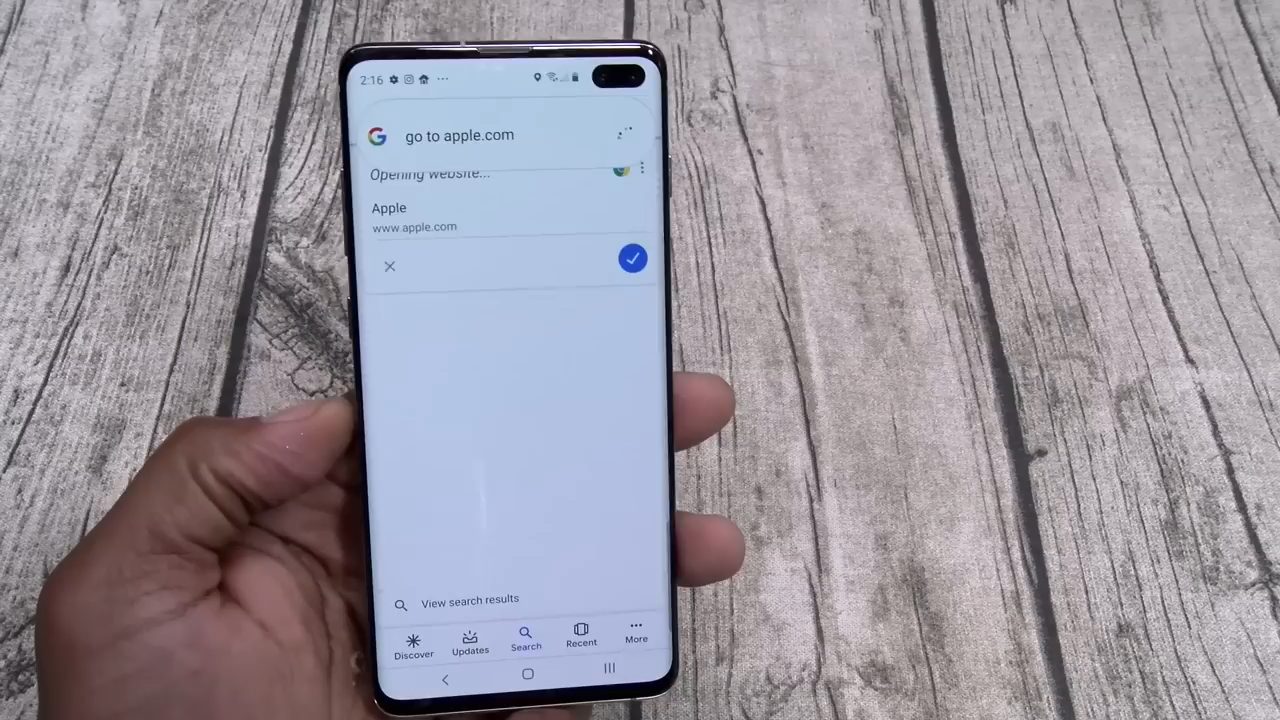 2:16
go to apple.com
Opening website...
Apple
www.apple.com
View search results
Discover
Updates
Search
Recent
More